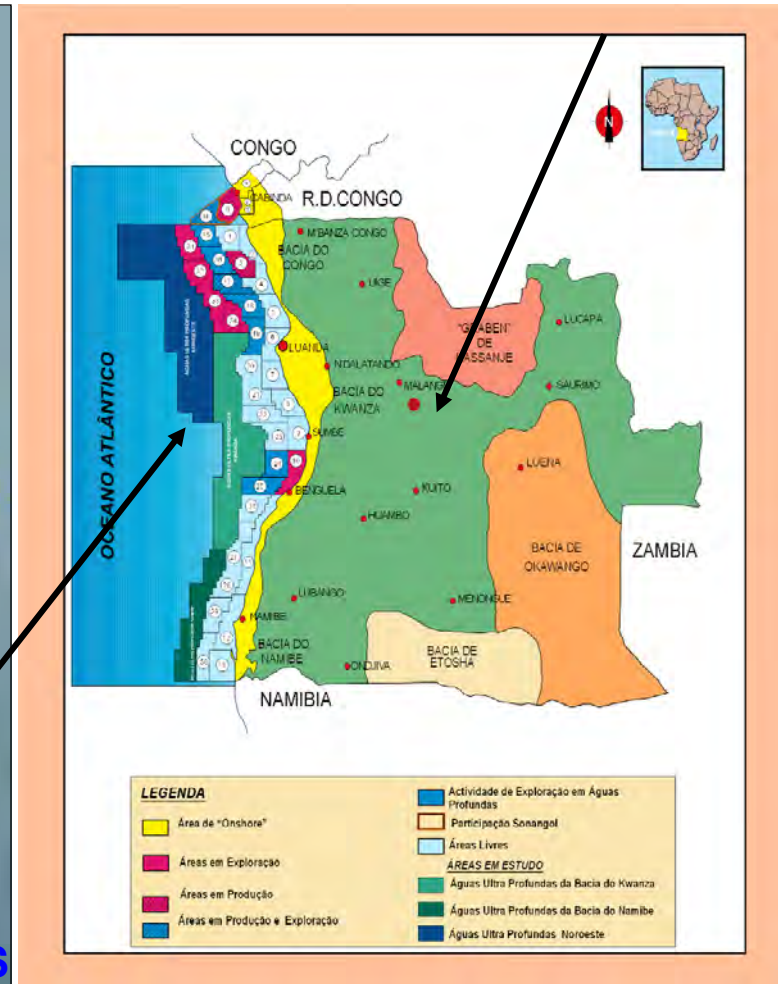 N
CONGO
CABINDA
R.D.CONGO
M'BANZA CONGO
BACIA DO
CONGO
UIGE
"GRABEN"
DE
KASSANJE
LUCAPA
LUANDA
N'DALATANDO
MALANGE
SAURIMO
BACIA DO
KWANZA
SUMBE
LUENA
BENGUELA
KUITO
HUAMBO
OCEANO ATLÂNTICO
BACIA DE
OKAWANGO
ZAMBIA
LUBANGO
MENONGUE
NAMIBE
BACIA DO
NAMIBE
BACIA DE
ETOSHA
ONDJIVA
NAMIBIA
LEGENDA
Área de "Onshore"
Áreas em Exploração
Áreas em Produção
Áreas em Produção e Exploração
Actividade de Exploração em Águas
Profundas
Participação Sonangol
Áreas Livres
ÁREAS EM ESTUDO
Águas Ultra Profundas da Bacia do Kwanza
Águas Ultra Profundas da Bacia do Namibe
Águas Ultra Profundas Noroeste
S